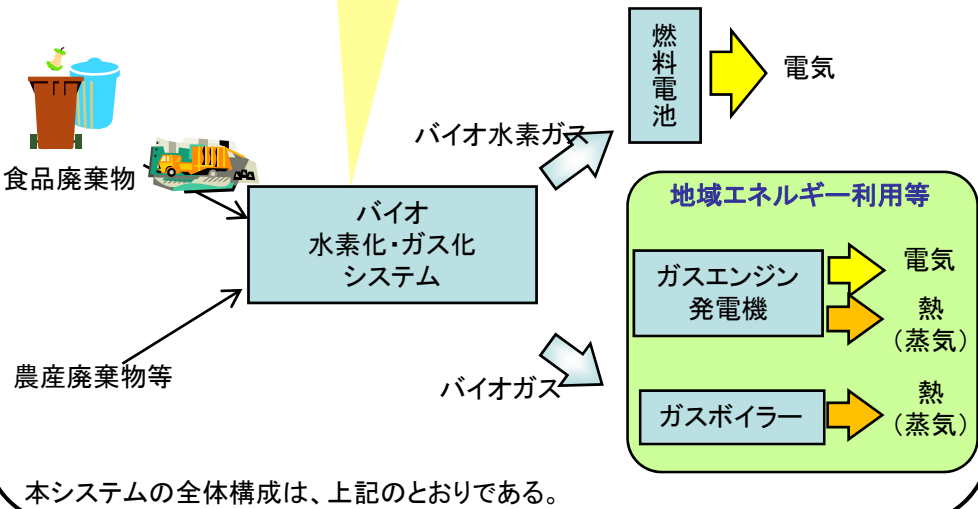 燃料電池
電気
バイオ水素ガス
食品廃棄物
バイオ
水素化・ガス化
システム
地域エネルギー利用等
ガスエンジン
発電機
電気
熱
（蒸気）
農産廃棄物等
バイオガス
ガスボイラー
熱
（蒸気）
本システムの全体構成は、上記のとおりである。